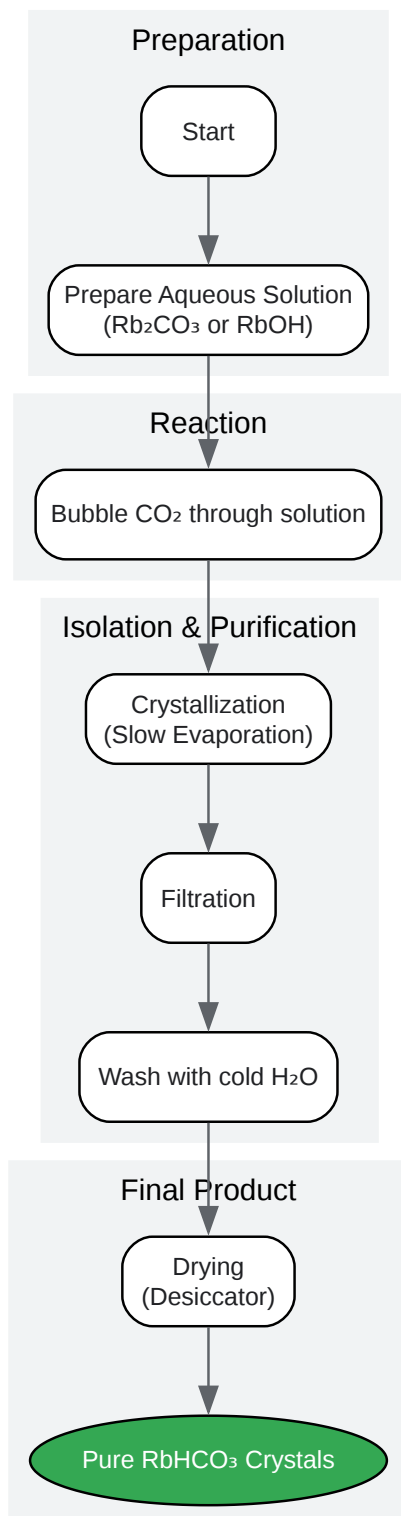 Preparation
Start
Prepare Aqueous Solution
(Rb₂CO₃ or RbOH)
Reaction
Bubble CO₂ through solution
Isolation & Purification
Crystallization
(Slow Evaporation)
Filtration
Wash with cold H₂O
Final Product
Drying
(Desiccator)
Pure RbHCO₃ Crystals